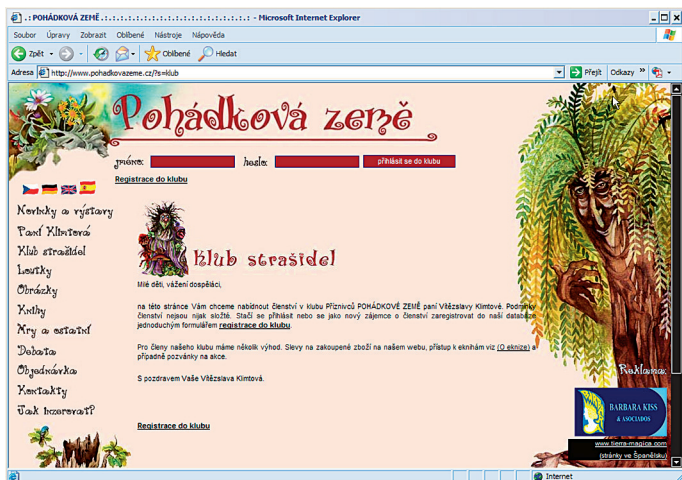 .: POHÁDKOVÁ ZEMĚ .:.:.:.:.:.:.:.:.:.:.:.:.:.:.:.:.:.: - Microsoft Internet Explorer
Soubor Úpravy Zobrazit Oblíbené Nástroje Nápověda
Zpět Oblíbené Hledat
Adresa http://www.pohadkovazeme.cz/?s=klub Přejít Odkazy »
Pohádková země
jméno: heslo: přihlásit se do klubu
Registrace do klubu
Novinky a výstavy
Paní Klimtová
Klub strašidel
Loutky
Obrázky
Knihy
Hry a ostatní
Debata
Objednávka
Kontakty
Jak inzerovat?
Klub strašidel
Milé děti, vážení dospěláci,
na této stránce Vám chceme nabídnout členství v klubu Příznivců POHÁDKOVÉ ZEMĚ paní Vítězslavy Klimtové. Podmínky
členství nejsou nijak složité. Stačí se přihlásit nebo se jako nový zájemce o členství zaregistrovat do naší databáze
jednoduchým formulářem registrace do klubu.
Pro členy našeho klubu máme několik výhod. Slevy na zakoupené zboží na našem webu, přístup k eknihám viz (O ekníze) a
případně pozvánky na akce.
S pozdravem Vaše Vítězslava Klimtová.
Registrace do klubu
Reklama:
BARBARA KISS
& ASOCIADOS
www.tierra-magica.com
(stránky ve Španělsku)
Internet